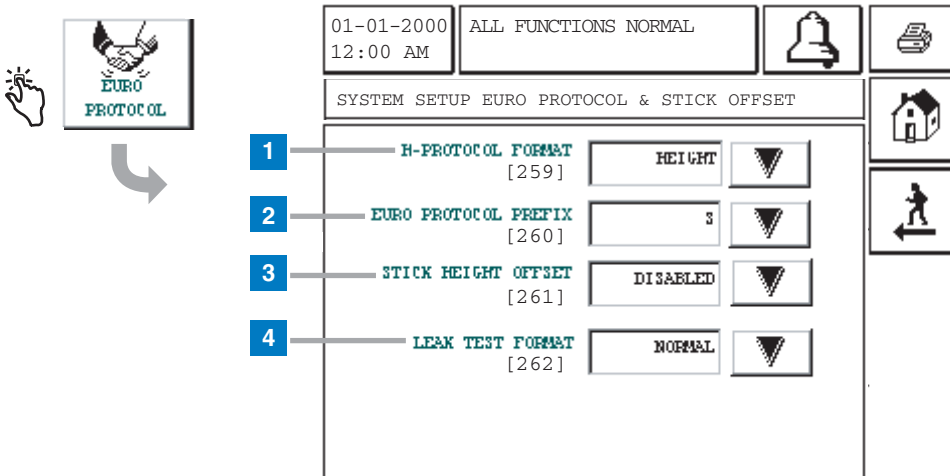 EURO
PROTOCOL
01-01-2000
12:00 AM
ALL FUNCTIONS NORMAL
SYSTEM SETUP EURO PROTOCOL & STICK OFFSET
1
H-PROTOCOL FORMAT
[259]
HEIGHT
2
EURO PROTOCOL PREFIX
[260]
S
3
STICK HEIGHT OFFSET
[261]
DISABLED
4
LEAK TEST FORMAT
[262]
NORMAL